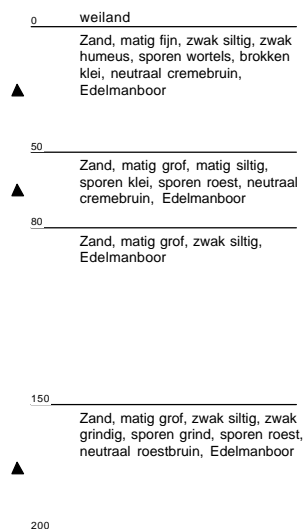 0 weiland
Zand, matig fijn, zwak siltig, zwak
humeus, sporen wortels, brokken
klei, neutraal cremebruin,
Edelmanboor
50
Zand, matig grof, matig siltig,
sporen klei, sporen roest, neutraal
cremebruin, Edelmanboor
80
Zand, matig grof, zwak siltig,
Edelmanboor
150
Zand, matig grof, zwak siltig, zwak
grindig, sporen grind, sporen roest,
neutraal roestbruin, Edelmanboor
200